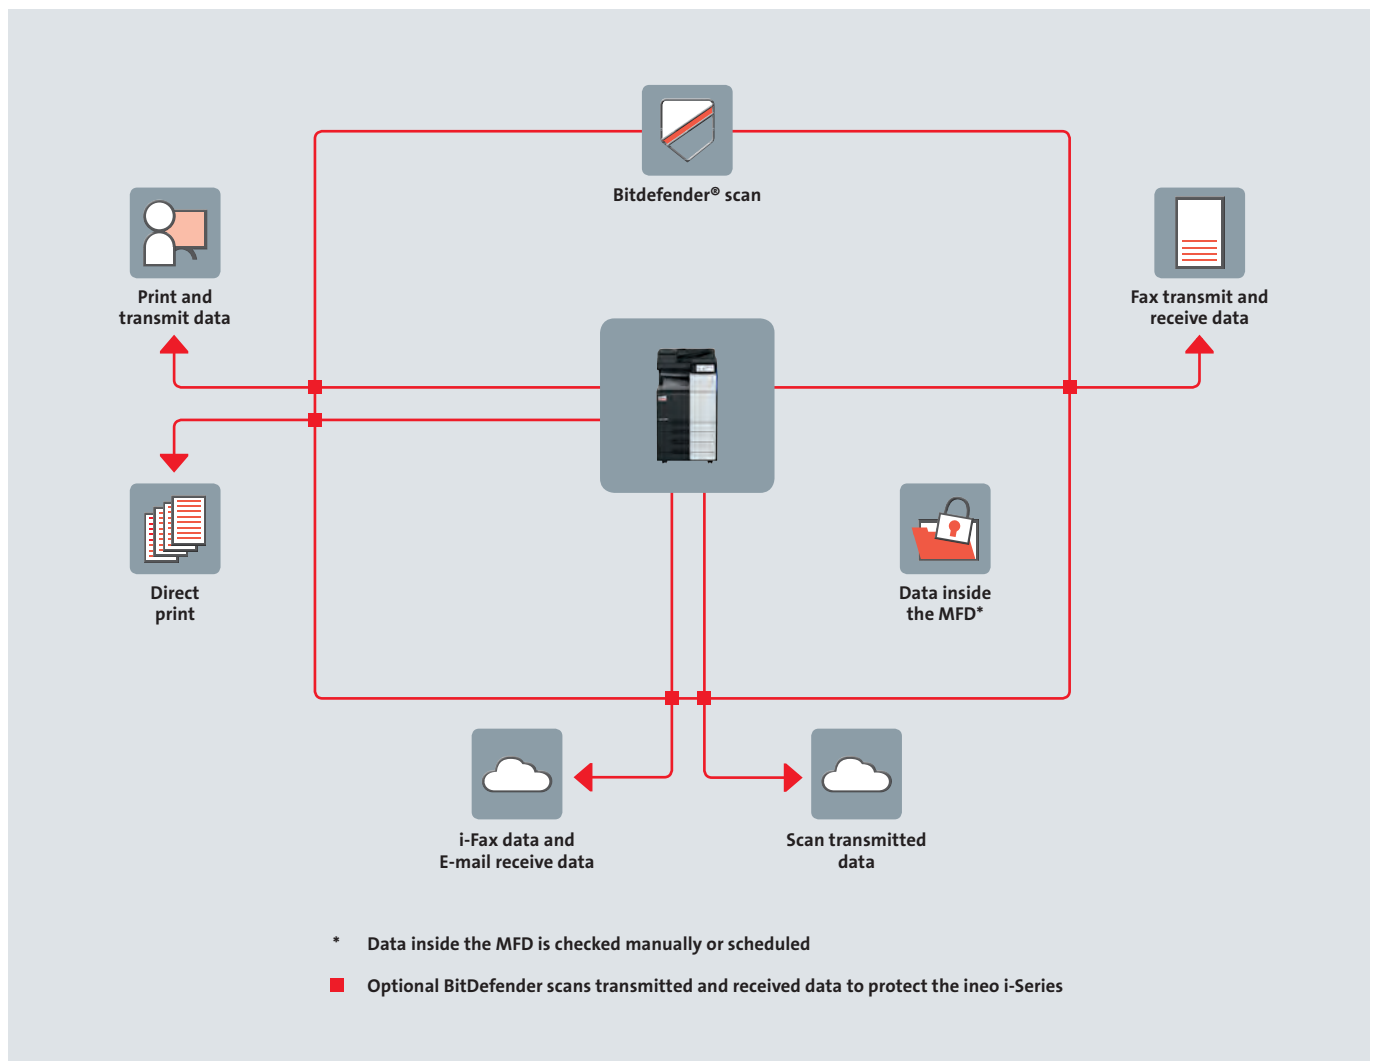 Bitdefender® scan
Print and
transmit data
Fax transmit and
receive data
Direct
print
Data inside
the MFD*
i-Fax data and
E-mail receive data
Scan transmitted
data
* Data inside the MFD is checked manually or scheduled
Optional BitDefender scans transmitted and received data to protect the ineo i-Series